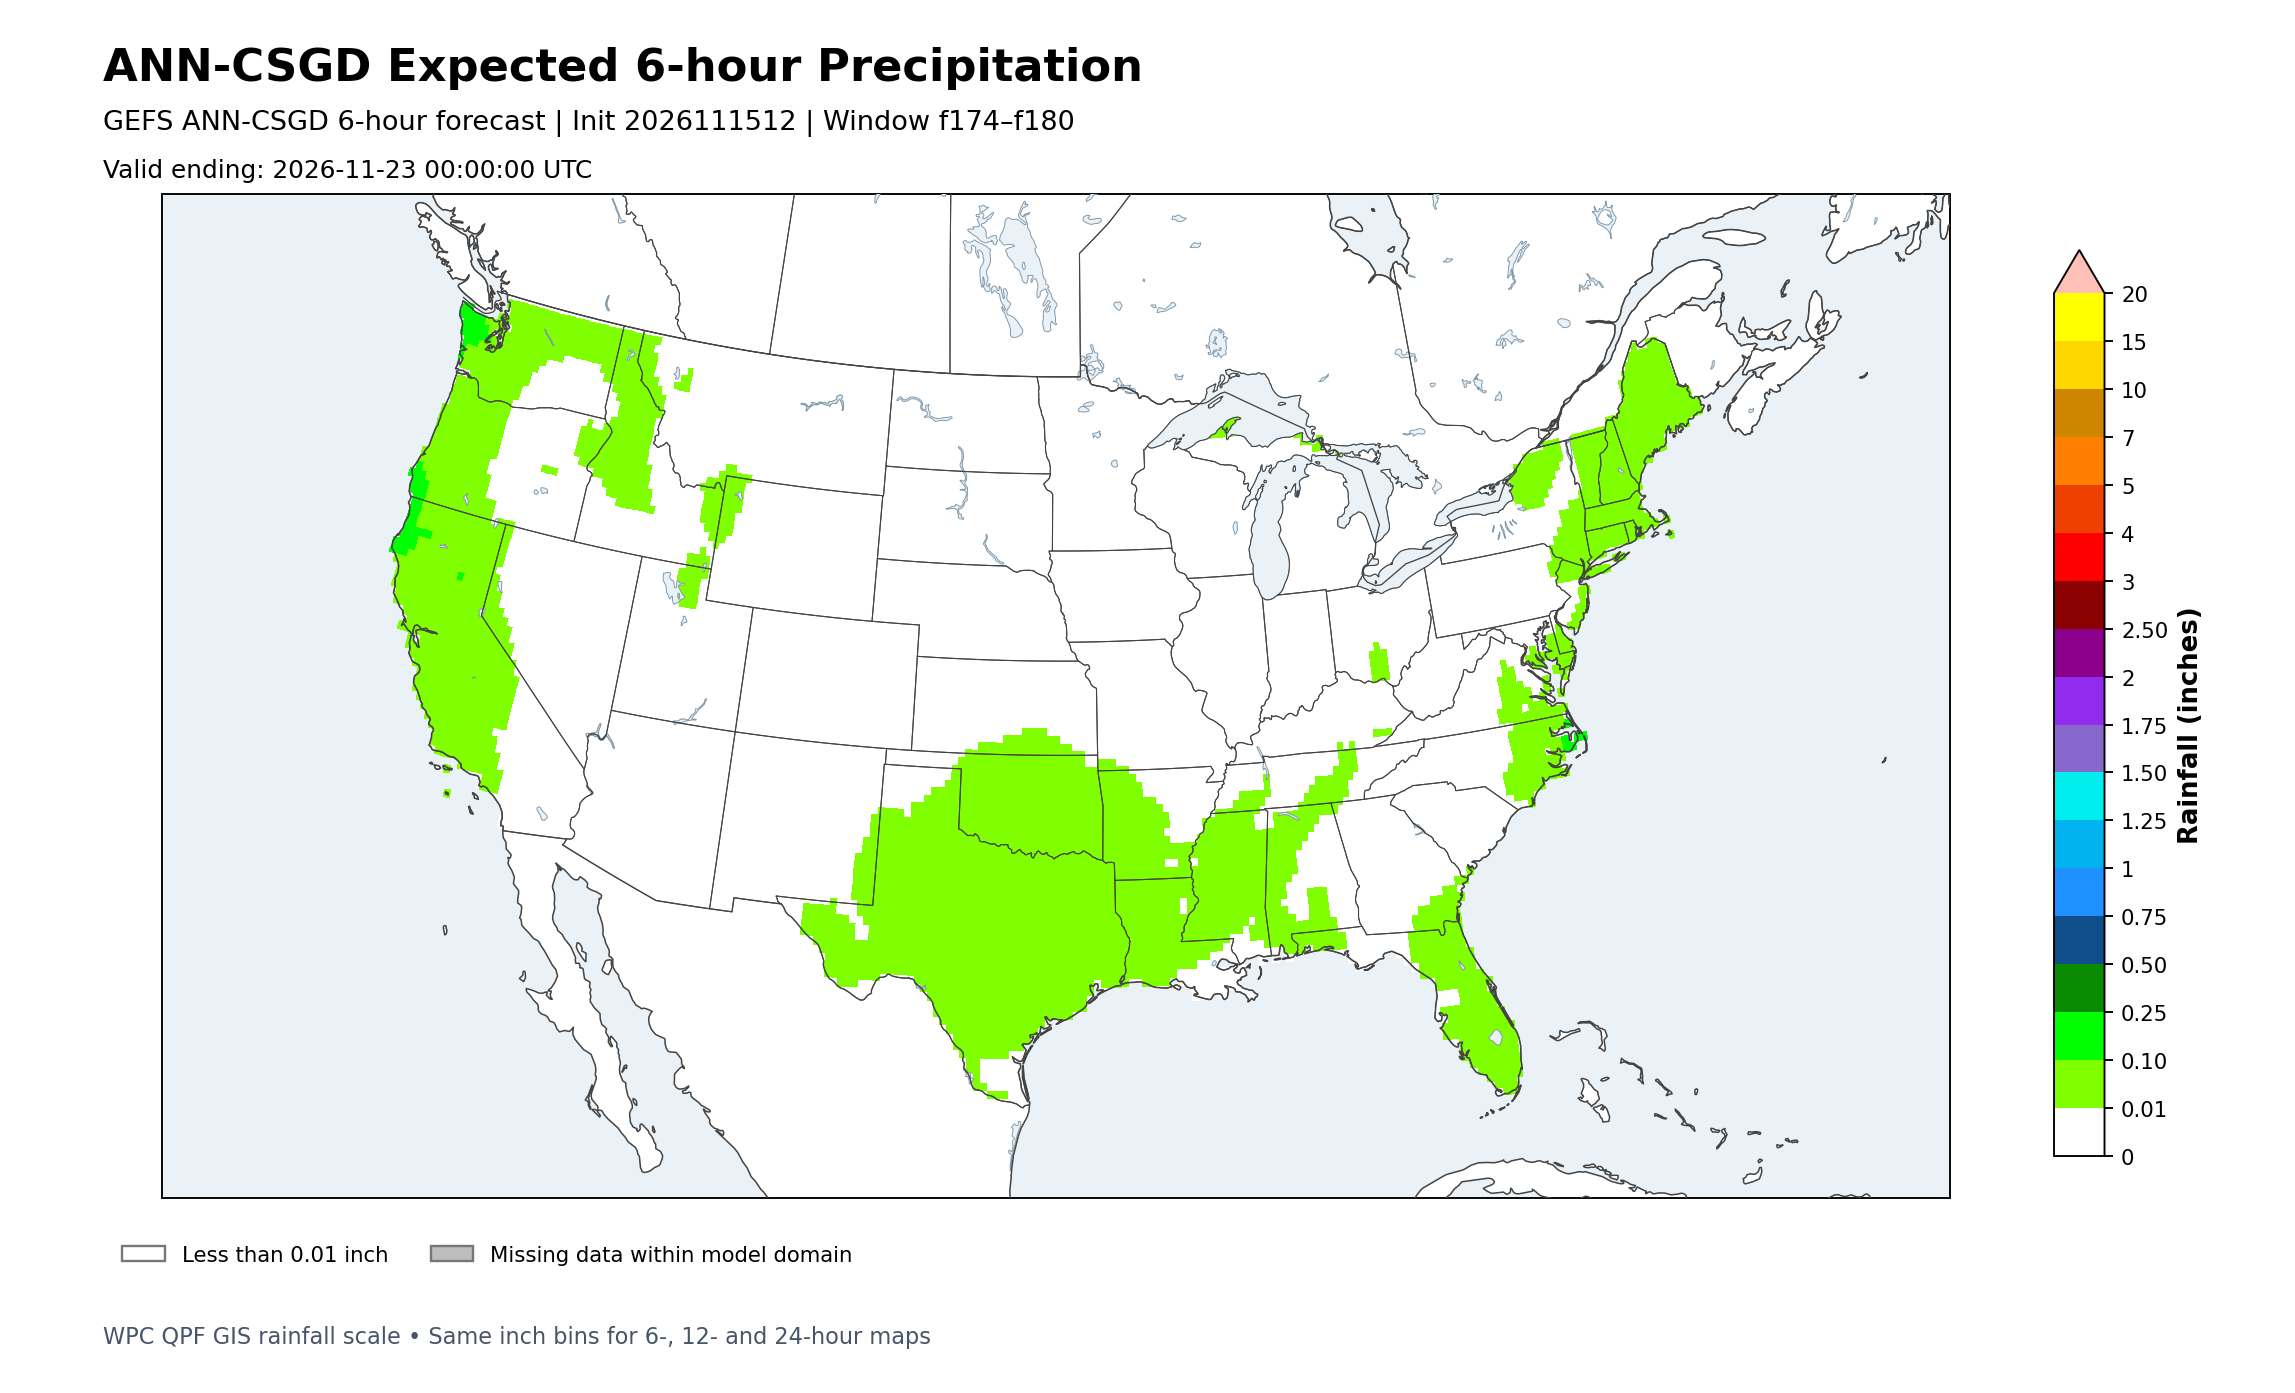 ANN-CSGD Expected 6-hour Precipitation
GEFS ANN-CSGD 6-hour forecast | Init 2026111512 | Window f174–f180
Valid ending: 2026-11-23 00:00:00 UTC
20
15
10
7
5
4
3
2.50
2
1.75
1.50
1.25
1
0.75
0.50
0.25
0.10
0.01
0
Rainfall (inches)
Less than 0.01 inch
Missing data within model domain
WPC QPF GIS rainfall scale • Same inch bins for 6-, 12- and 24-hour maps